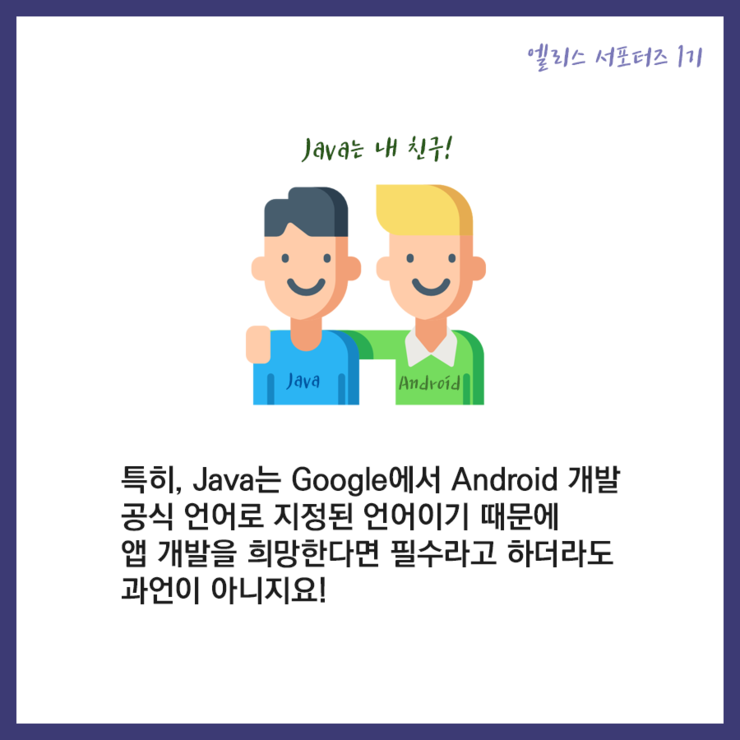 엘리스 서포터즈 1기
Java는 내 친구!
Java
Android
특히, Java는 Google에서 Android 개발
공식 언어로 지정된 언어이기 때문에
앱 개발을 희망한다면 필수라고 하더라도
과언이 아니지요!